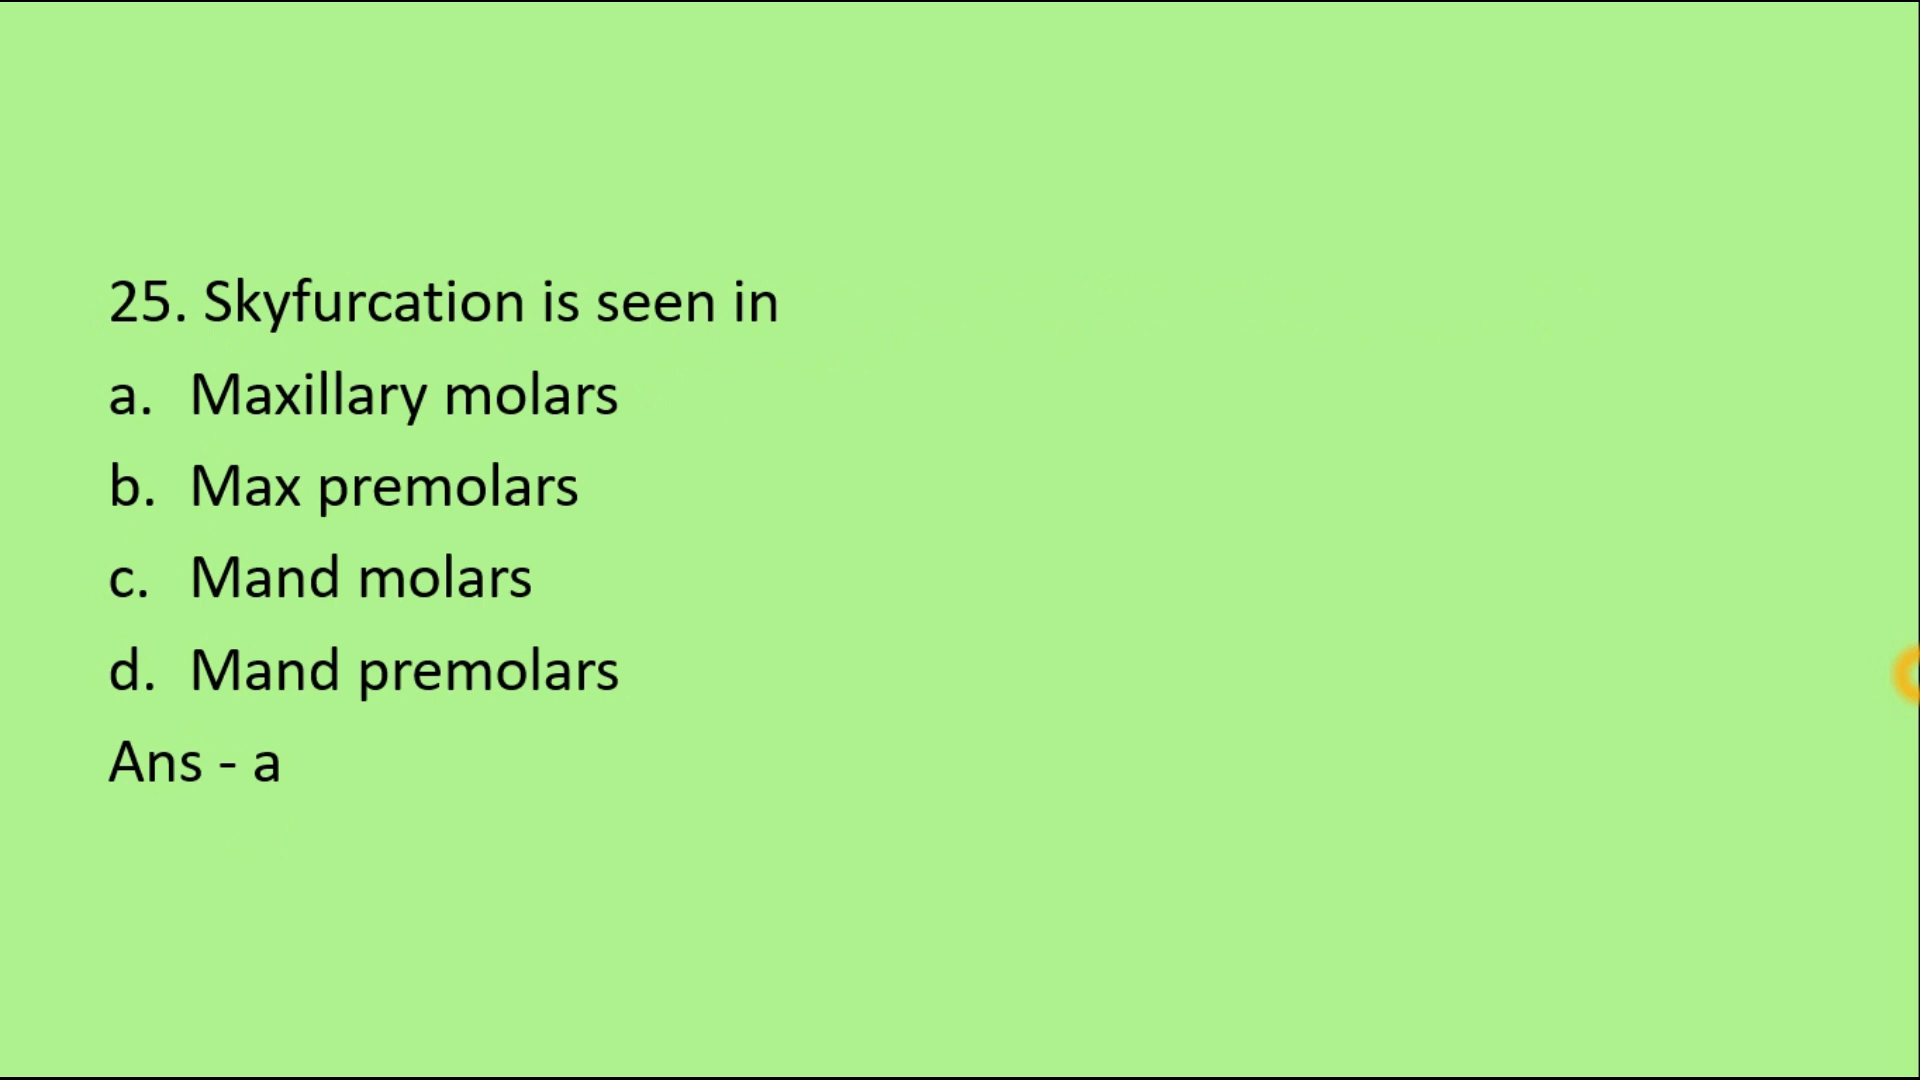 25. Skyfurcation is seen in
a. Maxillary molars
b. Max premolars
c. Mand molars
d. Mand premolars
Ans - a